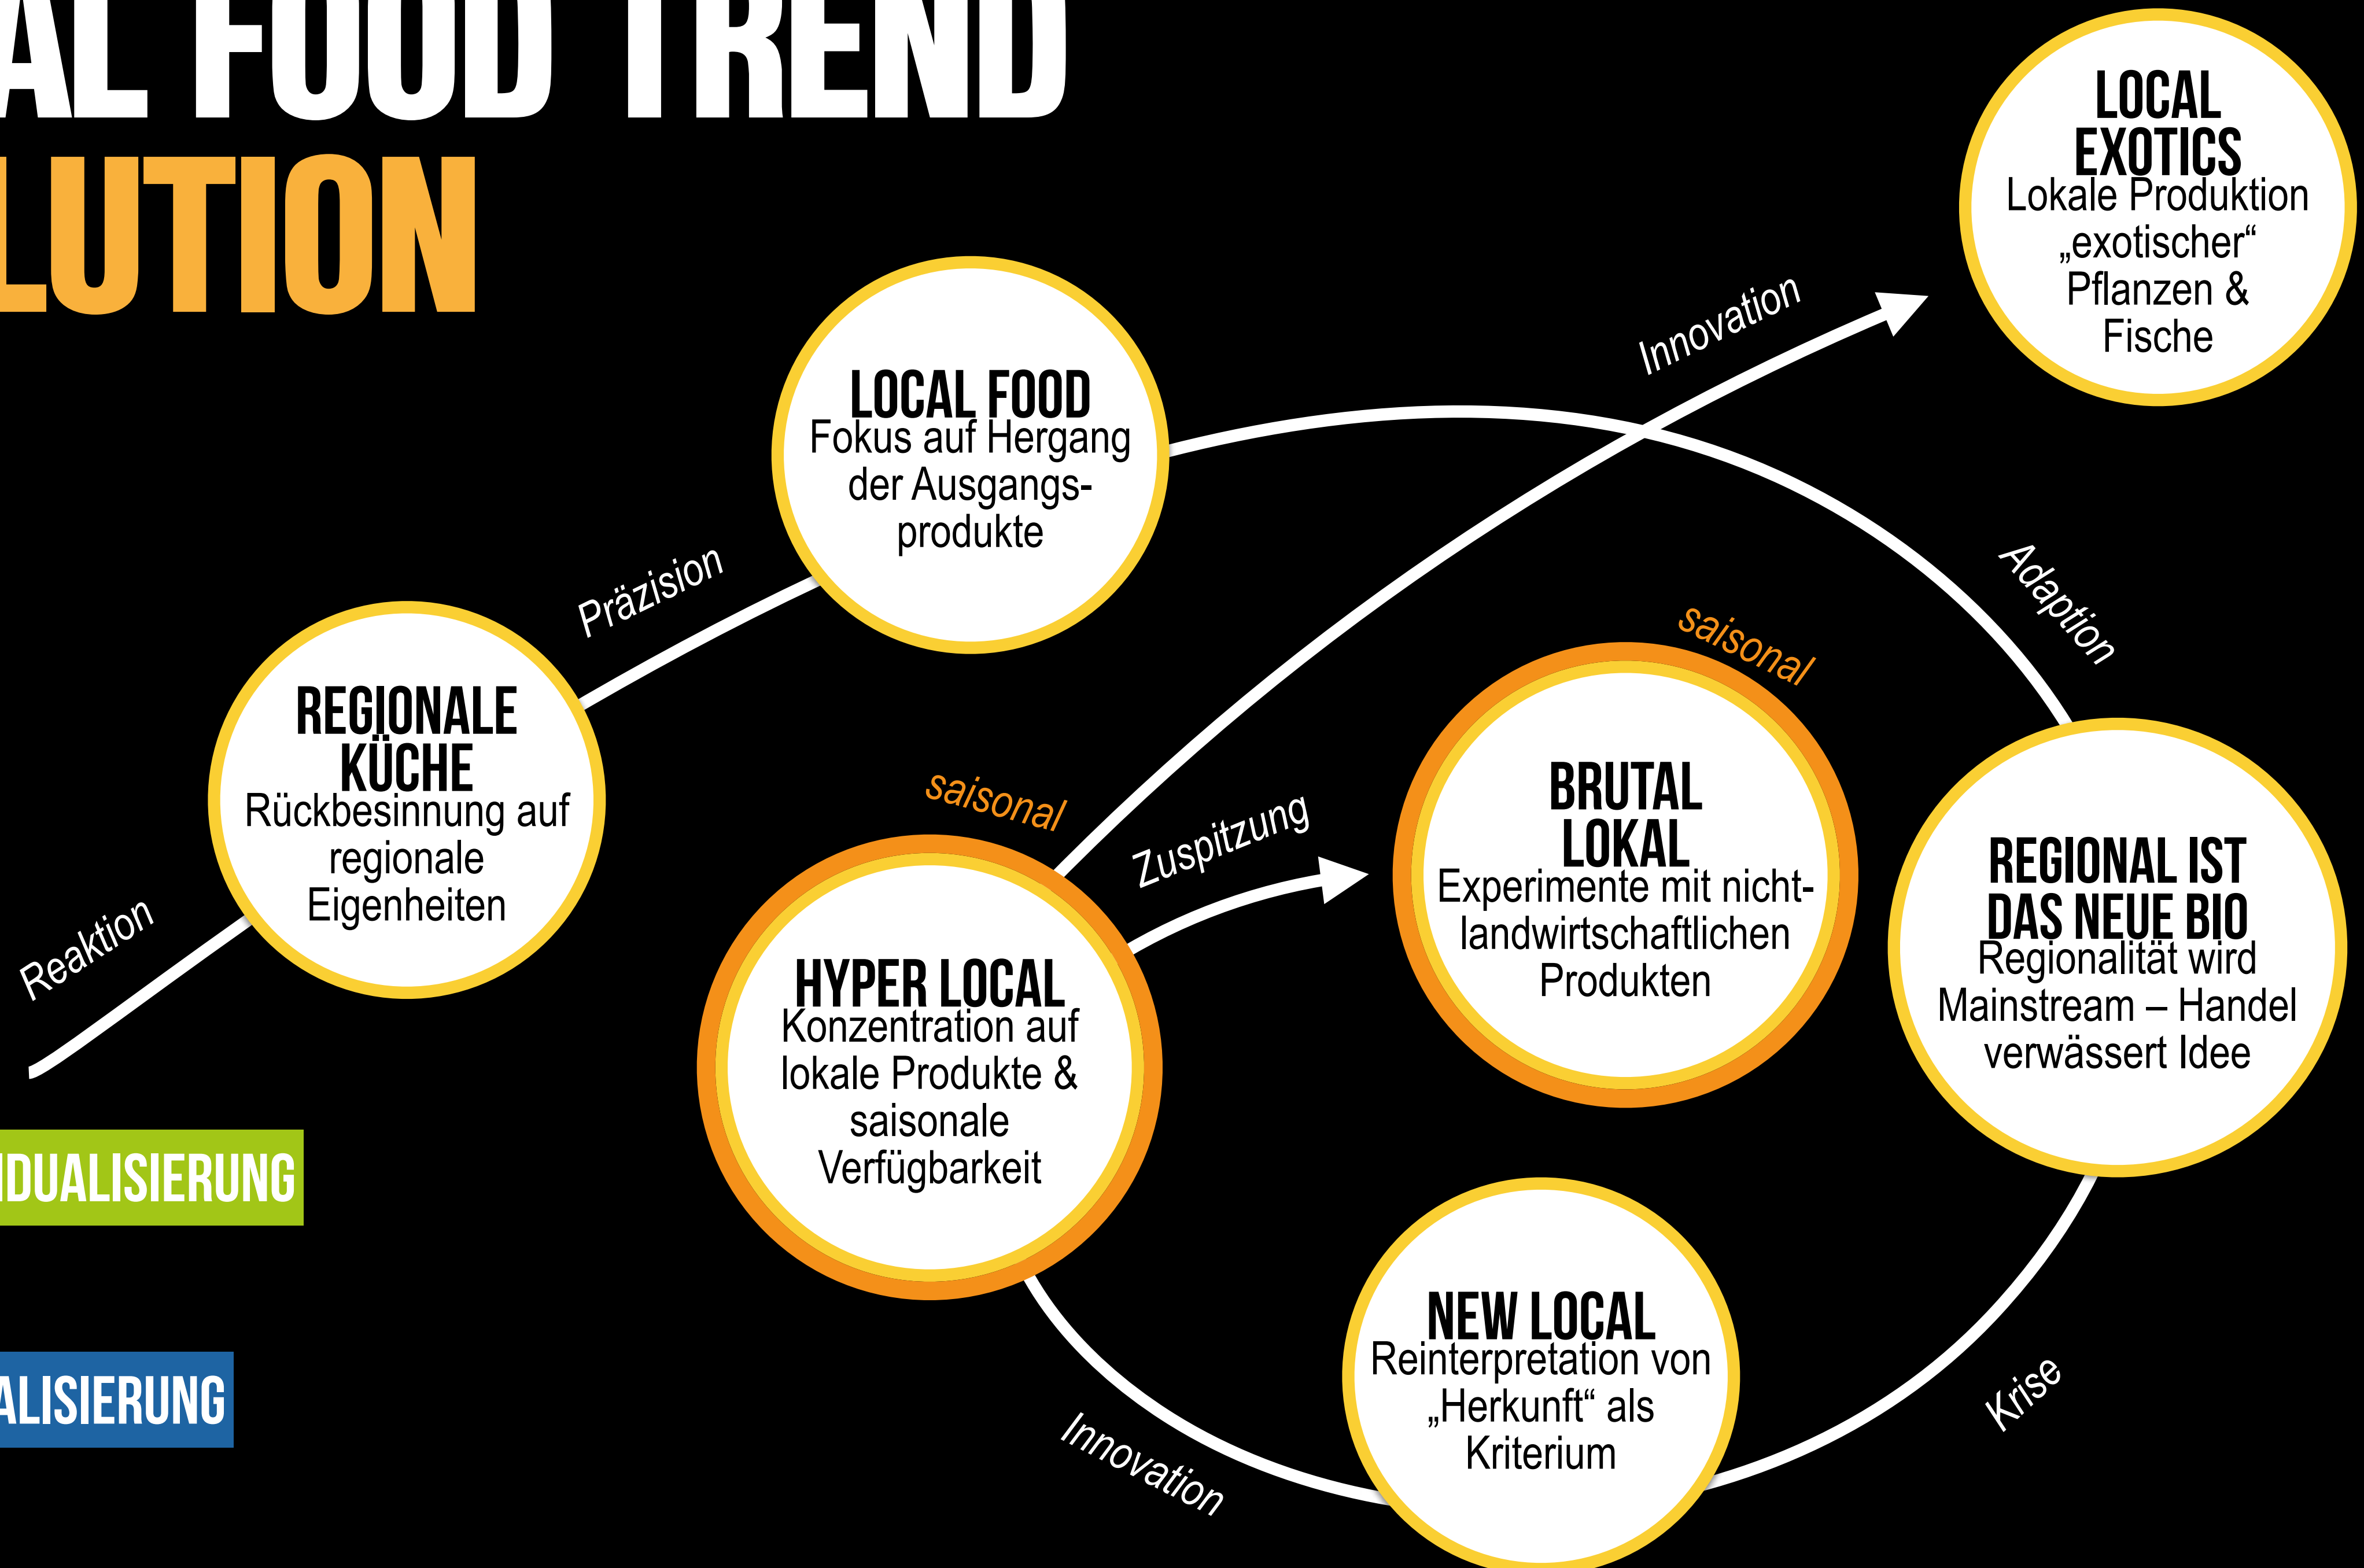 AL FOOD TREND
LUTION
LOCAL
EXOTICS
Lokale Produktion
„exotischer“
Pflanzen &
Fische
Innovation
LOCAL FOOD
Fokus auf Hergang
der Ausgangs-
produkte
Präzision
Adaption
REGIONALE
KÜCHE
Rückbesinnung auf
regionale
Eigenheiten
Reaktion
saisonal
saisonal
Zuspitzung
BRUTAL
LOKAL
Experimente mit nicht-
landwirtschaftlichen
Produkten
REGIONAL IST
DAS NEUE BIO
Regionalität wird
Mainstream – Handel
verwässert Idee
HYPER LOCAL
Konzentration auf
lokale Produkte &
saisonale
Verfügbarkeit
IDUALISIERUNG
NEW LOCAL
Reinterpretation von
„Herkunft“ als
Kriterium
ALISIERUNG
Innovation
Krise